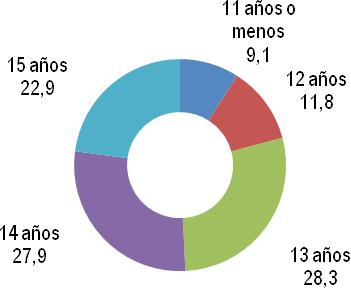 11 años o
menos
9,1
12 años
11,8
13 años
28,3
14 años
27,9
15 años
22,9